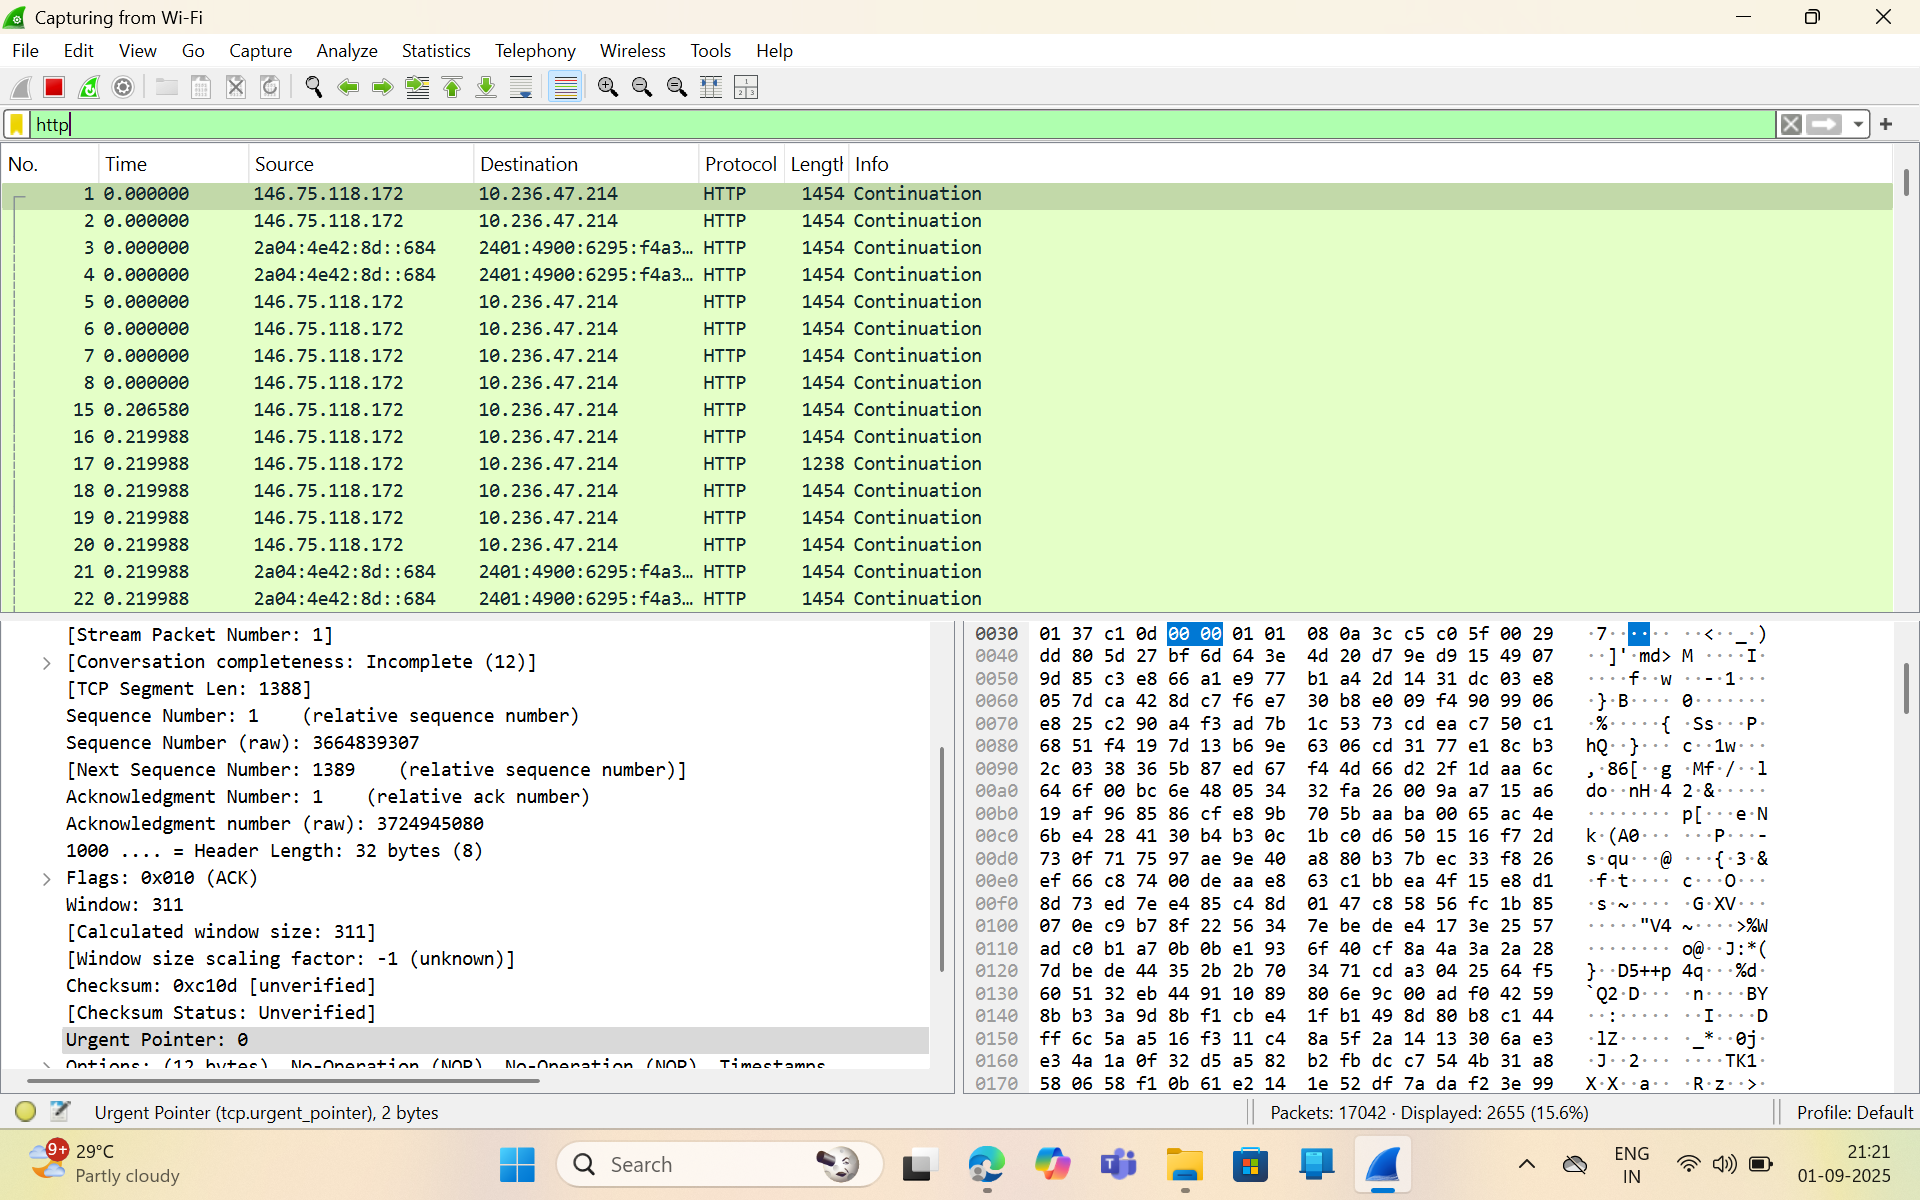 Capturing from Wi-Fi
File Edit View Go Capture Analyze Statistics Telephony Wireless Tools Help
http
No. Time Source Destination Protocol Length Info
1 0.000000 146.75.118.172 10.236.47.214 HTTP 1454 Continuation
2 0.000000 146.75.118.172 10.236.47.214 HTTP 1454 Continuation
3 0.000000 2a04:4e42:8d::684 2401:4900:6295:f4a3… HTTP 1454 Continuation
4 0.000000 2a04:4e42:8d::684 2401:4900:6295:f4a3… HTTP 1454 Continuation
5 0.000000 146.75.118.172 10.236.47.214 HTTP 1454 Continuation
6 0.000000 146.75.118.172 10.236.47.214 HTTP 1454 Continuation
7 0.000000 146.75.118.172 10.236.47.214 HTTP 1454 Continuation
8 0.000000 146.75.118.172 10.236.47.214 HTTP 1454 Continuation
15 0.206580 146.75.118.172 10.236.47.214 HTTP 1454 Continuation
16 0.219988 146.75.118.172 10.236.47.214 HTTP 1454 Continuation
17 0.219988 146.75.118.172 10.236.47.214 HTTP 1238 Continuation
18 0.219988 146.75.118.172 10.236.47.214 HTTP 1454 Continuation
19 0.219988 146.75.118.172 10.236.47.214 HTTP 1454 Continuation
20 0.219988 146.75.118.172 10.236.47.214 HTTP 1454 Continuation
21 0.219988 2a04:4e42:8d::684 2401:4900:6295:f4a3… HTTP 1454 Continuation
22 0.219988 2a04:4e42:8d::684 2401:4900:6295:f4a3… HTTP 1454 Continuation
[Stream Packet Number: 1]
[Conversation completeness: Incomplete (12)]
[TCP Segment Len: 1388]
Sequence Number: 1 (relative sequence number)
Sequence Number (raw): 3664839307
[Next Sequence Number: 1389 (relative sequence number)]
Acknowledgment Number: 1 (relative ack number)
Acknowledgment number (raw): 3724945080
1000 .... = Header Length: 32 bytes (8)
Flags: 0x010 (ACK)
Window: 311
[Calculated window size: 311]
[Window size scaling factor: -1 (unknown)]
Checksum: 0xc10d [unverified]
[Checksum Status: Unverified]
Urgent Pointer: 0
Options: (12 bytes), No-Operation (NOP), No-Operation (NOP), Timestamps
0030 01 37 c1 0d 00 00 01 01 08 0a 3c c5 c0 5f 00 29 ·7······ ··<··_·)
0040 dd 80 5d 27 bf 6d 64 3e 4d 20 d7 9e d9 15 49 07 ··]'·md> M ····I·
0050 9d 85 c3 e8 66 a1 e9 77 b1 a4 2d 14 31 dc 03 e8 ····f··w ··-·1···
0060 05 7d ca 42 8d c7 f6 e7 30 b8 e0 09 f4 90 99 06 ·}·B···· 0·······
0070 e8 25 c2 90 a4 f3 ad 7b 1c 53 73 cd ea c7 50 c1 ·%·····{ ·Ss···P·
0080 68 51 f4 19 7d 13 b6 9e 63 06 cd 31 77 e1 8c b3 hQ··}··· c··1w···
0090 2c 03 38 36 5b 87 ed 67 f4 4d 66 d2 2f 1d aa 6c ,·86[··g ·Mf·/··l
00a0 64 6f 00 bc 6e 48 05 34 32 fa 26 00 9a a7 15 a6 do··nH·4 2·&·····
00b0 19 af 96 85 86 cf e8 9b 70 5b aa ba 00 65 ac 4e ········ p[···e·N
00c0 6b e4 28 41 30 b4 b3 0c 1b c0 d6 50 15 16 f7 2d k·(A0··· ···P···-
00d0 73 0f 71 75 97 ae 9e 40 a8 80 b3 7b ec 33 f8 26 s·qu···@ ···{·3·&
00e0 ef 66 c8 74 00 de aa e8 63 c1 bb ea 4f 15 e8 d1 ·f·t···· c···O···
00f0 8d 73 ed 7e e4 85 c4 8d 01 47 c8 58 56 fc 1b 85 ·s·~···· ·G·XV···
0100 07 0e c9 b7 8f 22 56 34 7e be de e4 17 3e 25 57 ·····"V4 ~····>%W
0110 ad c0 b1 a7 0b 0b e1 93 6f 40 cf 8a 4a 3a 2a 28 ········ o@··J:*(
0120 7d be de 44 35 2b 2b 70 34 71 cd a3 04 25 64 f5 }··D5++p 4q···%d·
0130 60 51 32 eb 44 91 10 89 80 6e 9c 00 ad f0 42 59 `Q2·D··· ·n····BY
0140 8b b3 3a 9d 8b f1 cb e4 1f b1 49 8d 80 b8 c1 44 ··:····· ··I····D
0150 ff 6c 5a a5 16 f3 11 c4 8a 5f 2a 14 13 30 6a e3 ·lZ····· ·_*··0j·
0160 e3 4a 1a 0f 32 d5 a5 82 b2 fb dc c7 54 4b 31 a8 ·J··2··· ····TK1·
0170 58 06 58 f1 0b 61 e2 14 1e 52 df 7a da f2 3e 99 X·X··a·· ·R·z··>·
Urgent Pointer (tcp.urgent_pointer), 2 bytes
Packets: 17042 · Displayed: 2655 (15.6%)
Profile: Default
9+
29°C
Partly cloudy
Search
ENG
IN
21:21
01-09-2025